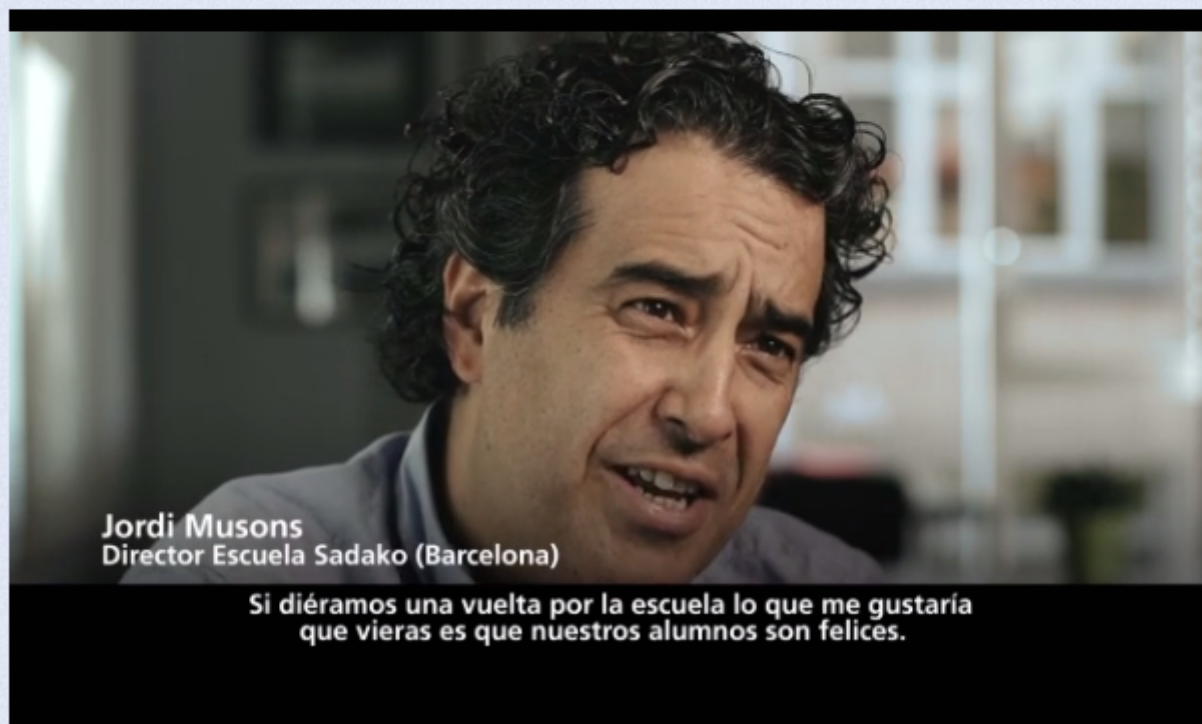 Jordi Musons
Director Escuela Sadako (Barcelona)
Si diéramos una vuelta por la escuela lo que me gustaría
que vieras es que nuestros alumnos son felices.